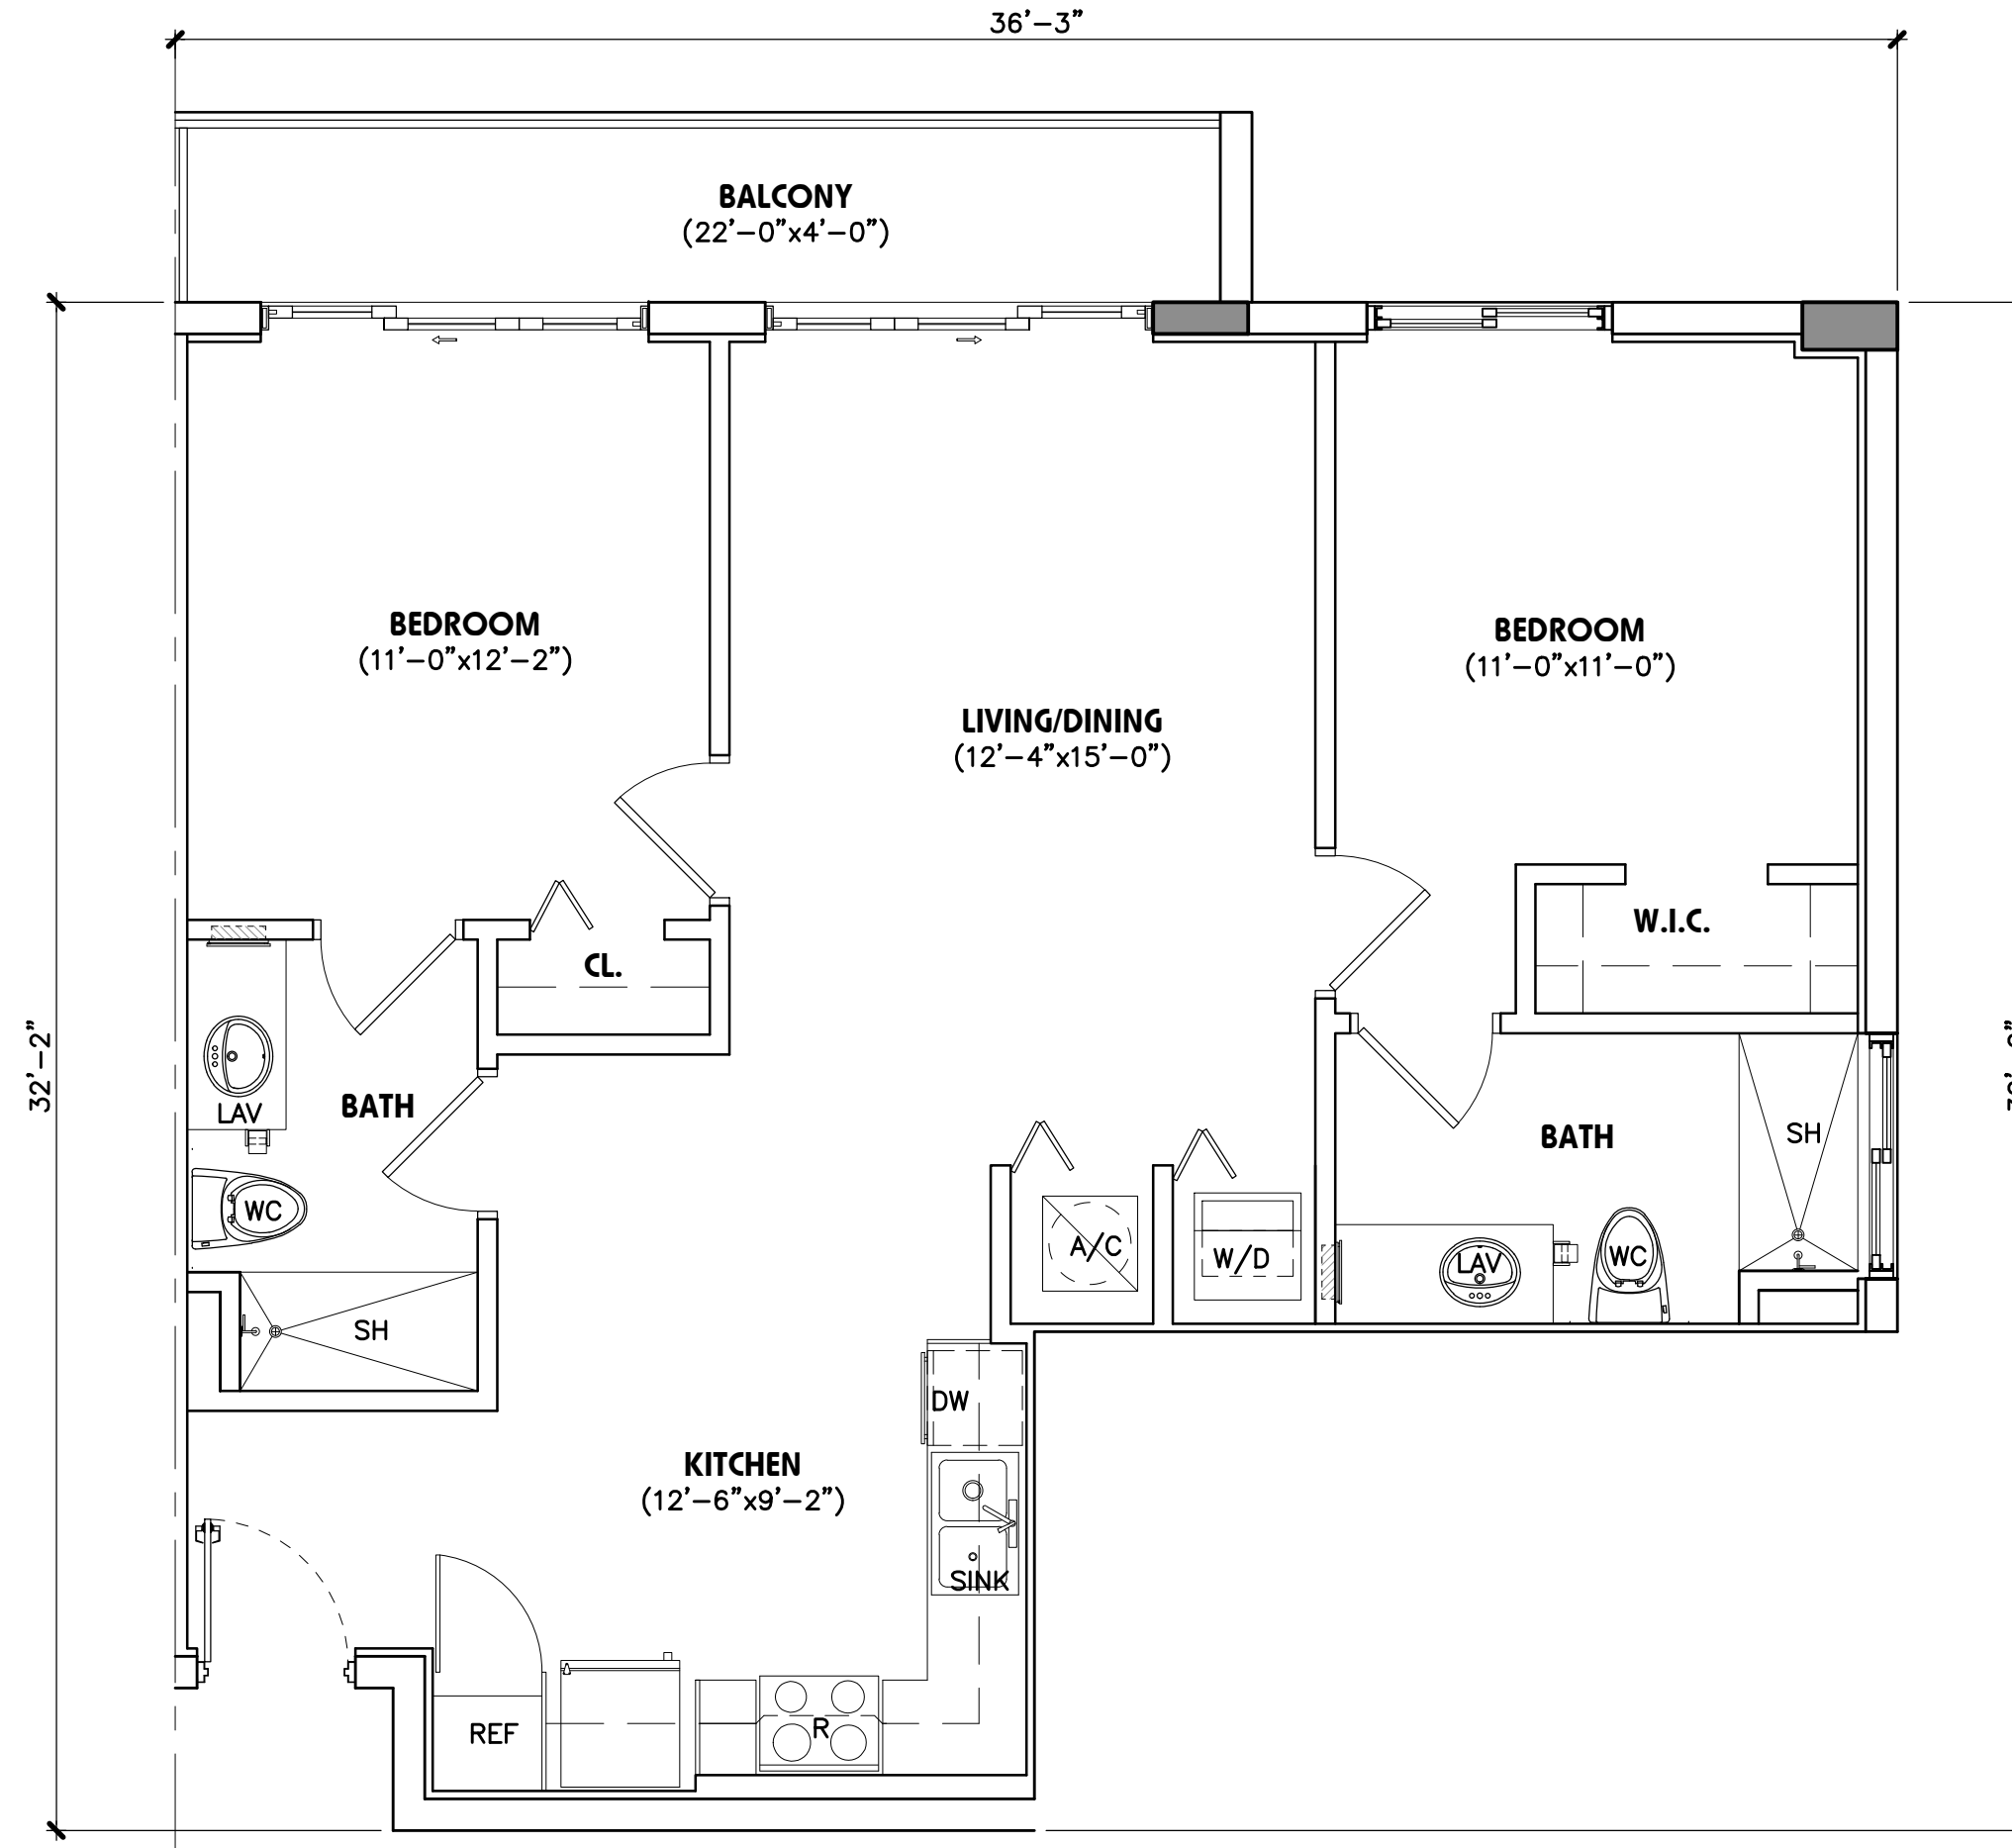 36'-3"
BALCONY
(22'-0"x4'-0")
BEDROOM
(11'-0"x12'-2")
BEDROOM
(11'-0"x11'-0")
LIVING/DINING
(12'-4"x15'-0")
W.I.C.
CL.
32'-2"
LAV
BATH
BATH
SH
WC
A/C
W/D
LAV
WC
SH
DW
KITCHEN
(12'-6"x9'-2")
SINK
REF
R